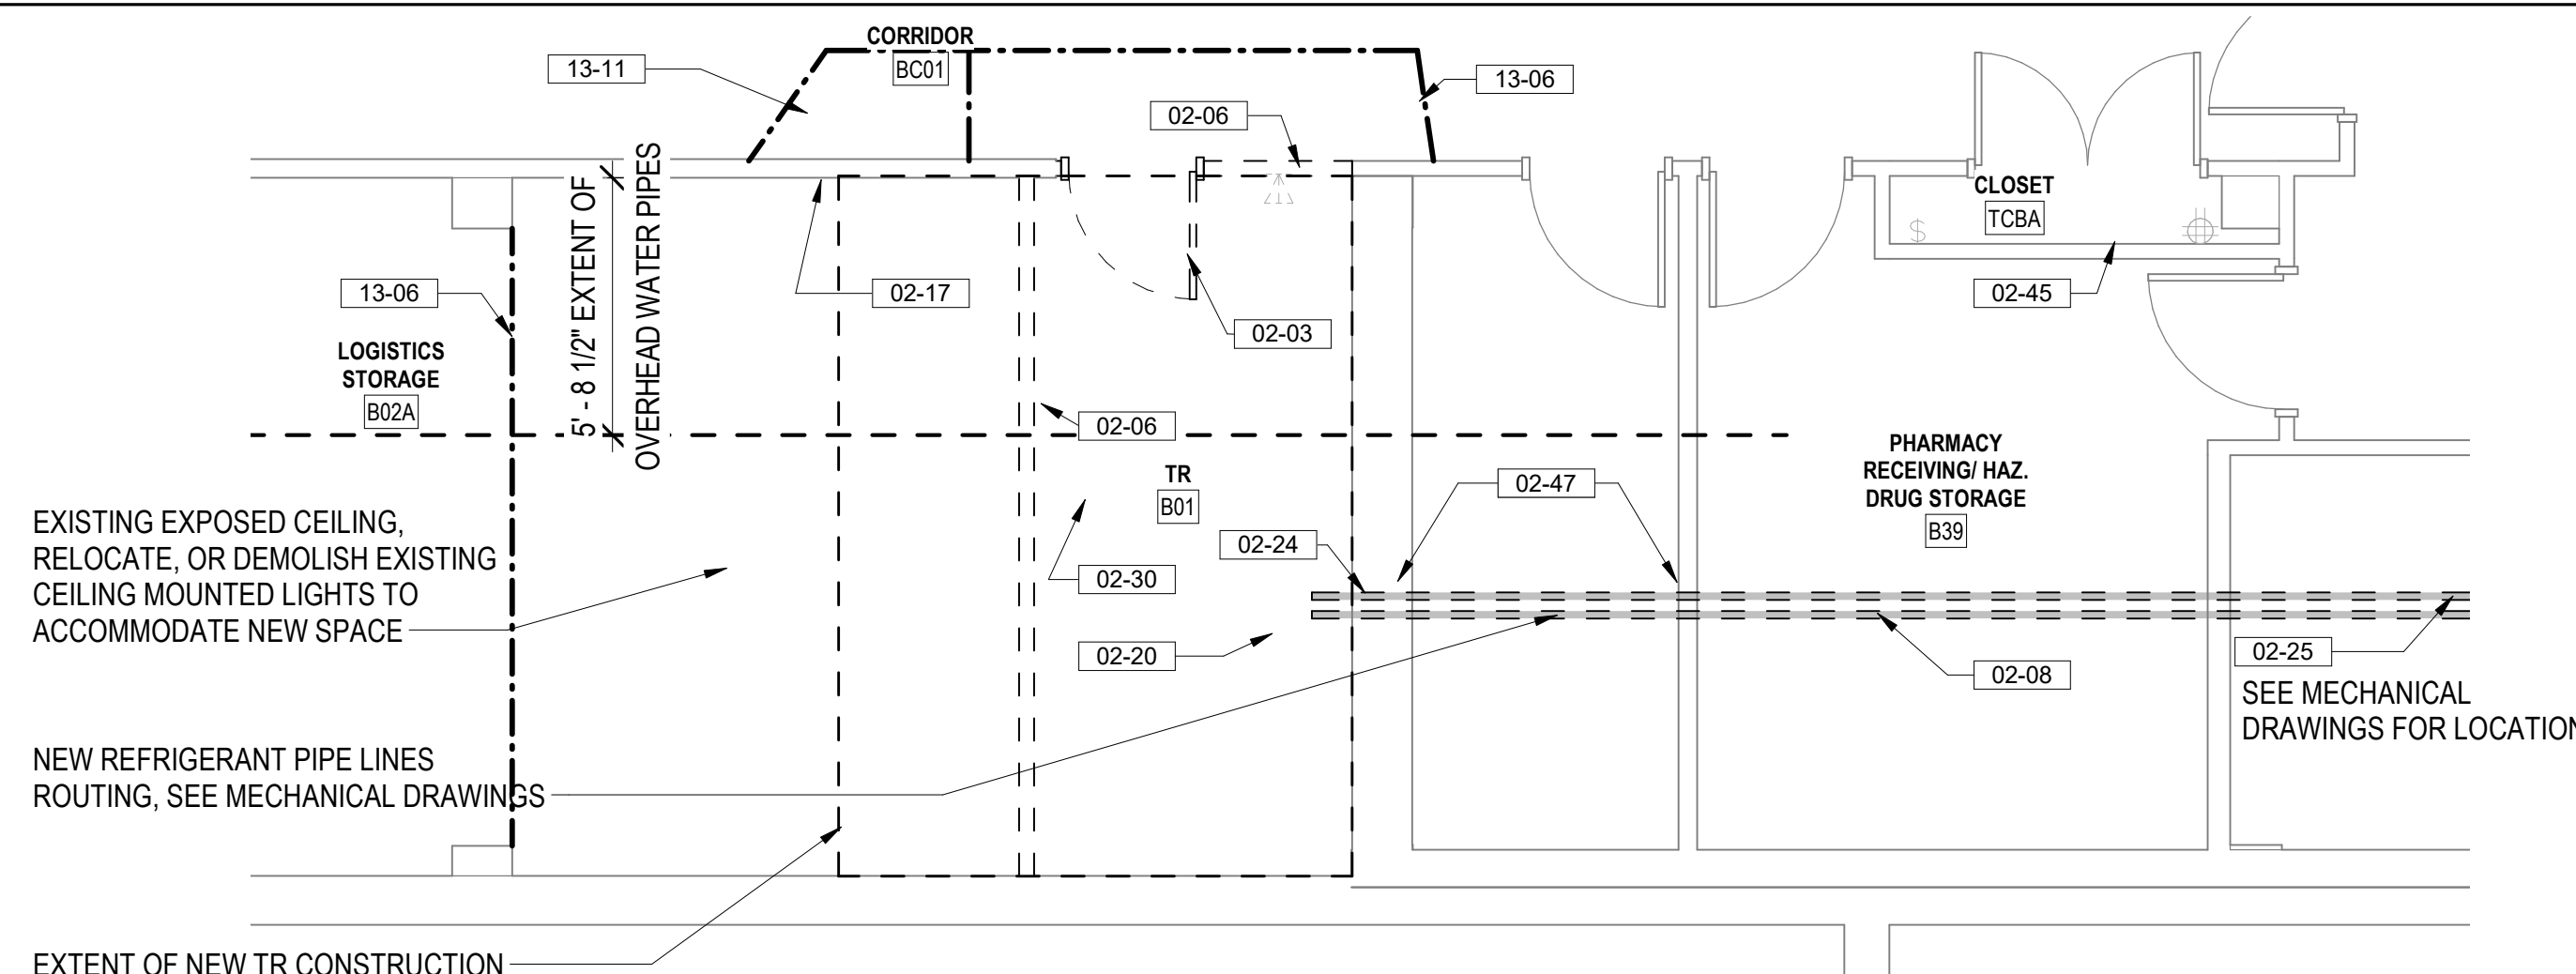 CORRIDOR
BC01
13-11
13-06
02-06
5' - 8 1/2" EXTENT OF
OVERHEAD WATER PIPES
CLOSET
TCBA
$
13-06
02-17
02-45
02-03
LOGISTICS
STORAGE
B02A
02-06
PHARMACY
RECEIVING/ HAZ.
DRUG STORAGE
B39
TR
B01
02-47
EXISTING EXPOSED CEILING,
RELOCATE, OR DEMOLISH EXISTING
CEILING MOUNTED LIGHTS TO
ACCOMMODATE NEW SPACE
02-24
02-30
02-20
02-08
02-25
SEE MECHANICAL
DRAWINGS FOR LOCATION
NEW REFRIGERANT PIPE LINES
ROUTING, SEE MECHANICAL DRAWINGS
EXTENT OF NEW TR CONSTRUCTION